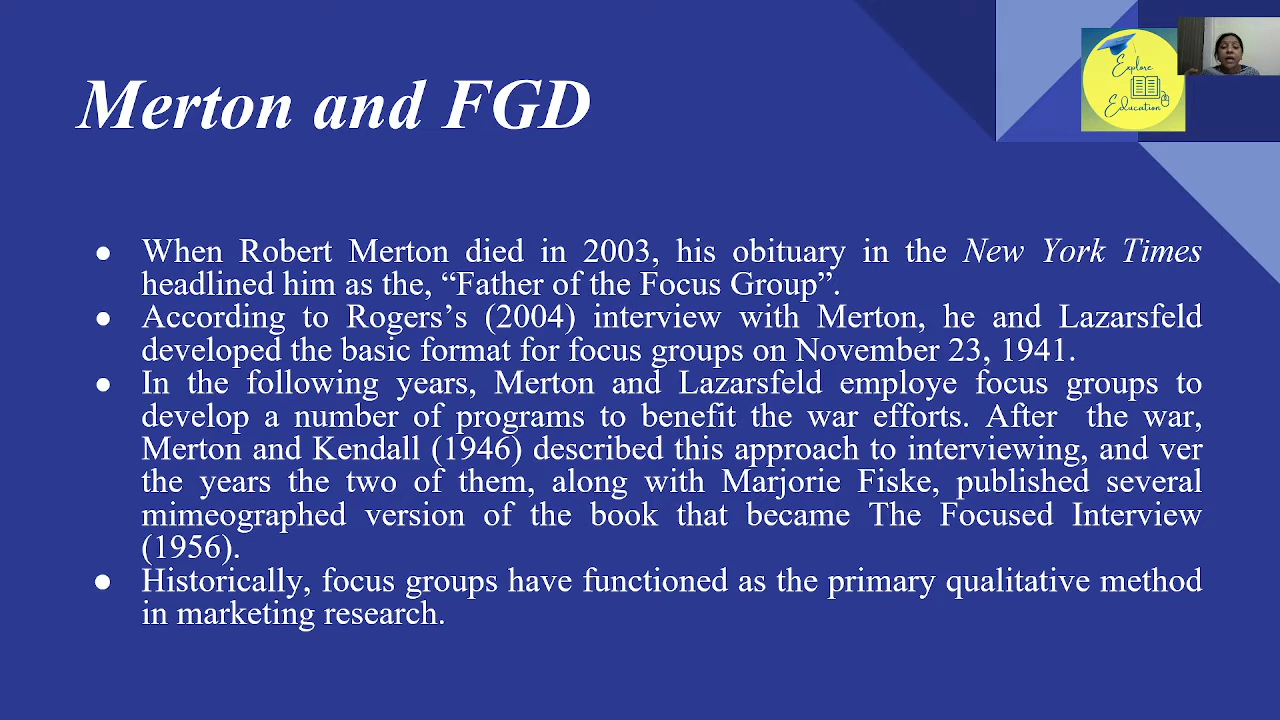 Merton and FGD
Explore
Education
● When Robert Merton died in 2003, his obituary in the New York Times
headlined him as the, “Father of the Focus Group”.
● According to Rogers’s (2004) interview with Merton, he and Lazarsfeld
developed the basic format for focus groups on November 23, 1941.
● In the following years, Merton and Lazarsfeld employe focus groups to
develop a number of programs to benefit the war efforts. After the war,
Merton and Kendall (1946) described this approach to interviewing, and ver
the years the two of them, along with Marjorie Fiske, published several
mimeographed version of the book that became The Focused Interview
(1956).
● Historically, focus groups have functioned as the primary qualitative method
in marketing research.